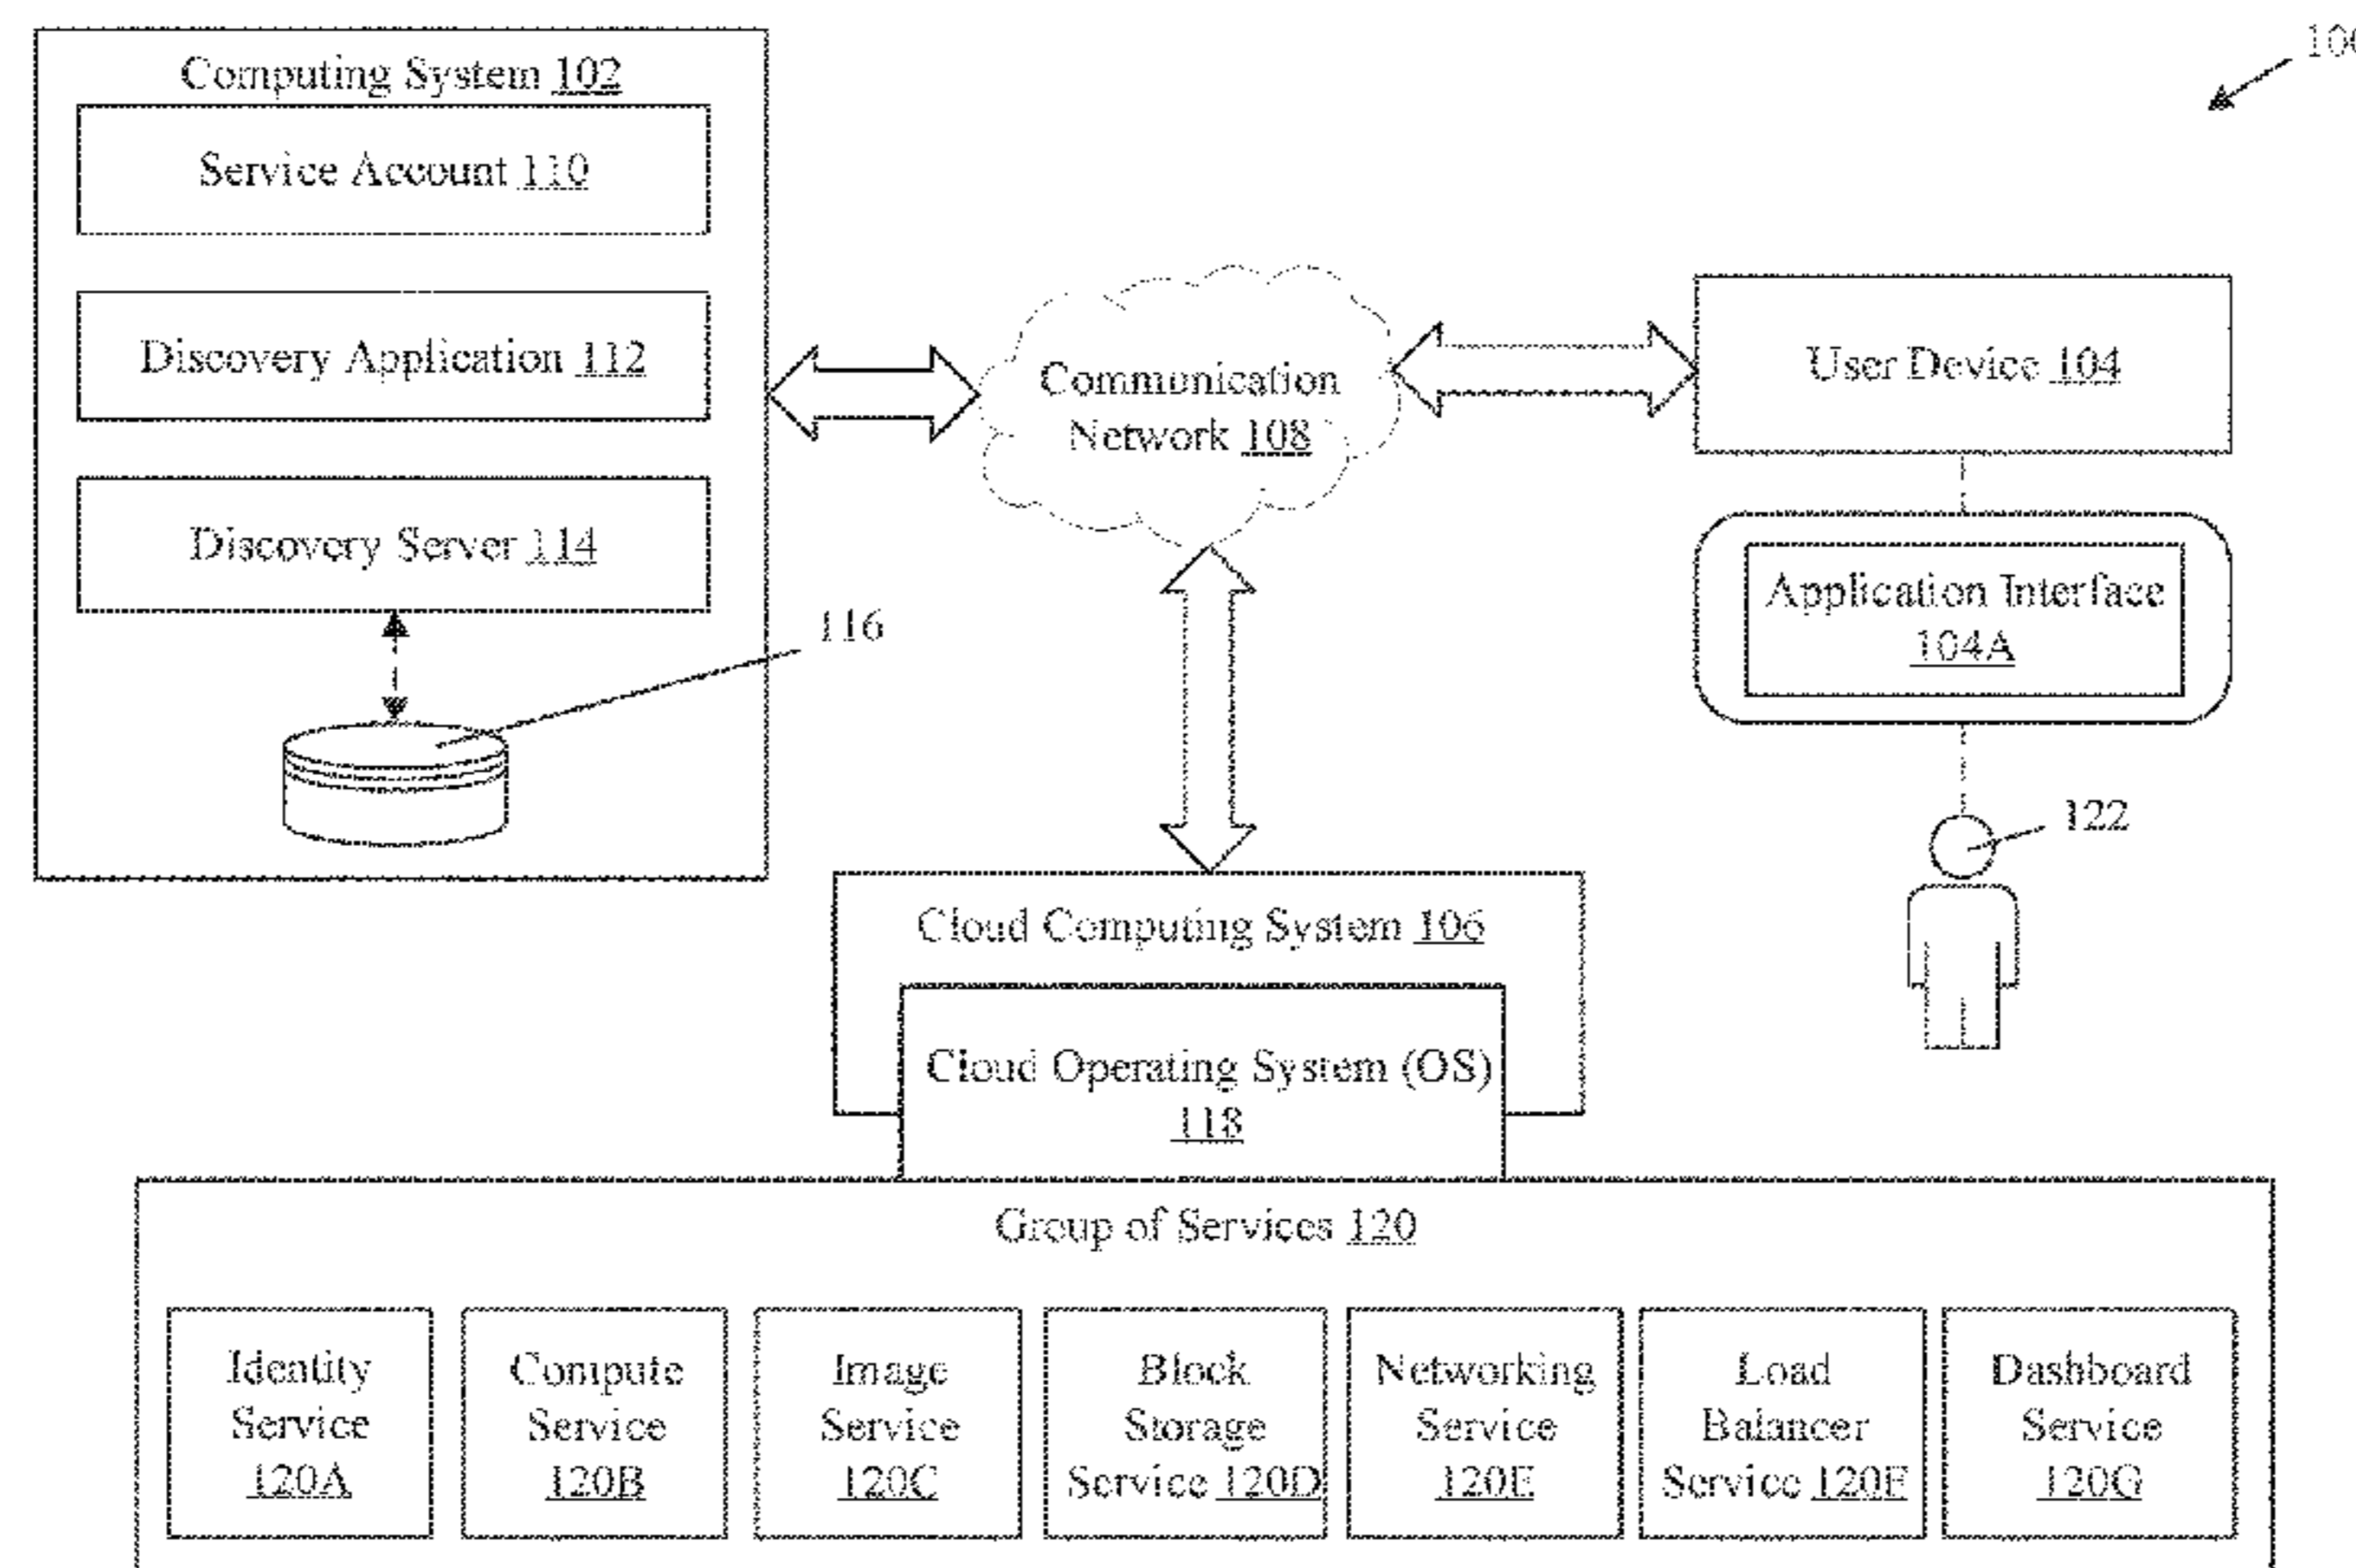 100
Computing System 102
Service Account 110
Discovery Application 112
Discovery Server 114
116
Communication
Network 108
User Device 104
Application Interface
104A
122
Cloud Computing System 106
Cloud Operating System (OS)
118
Group of Services 120
Identity
Service
120A
Compute
Service
120B
Image
Service
120C
Block
Storage
Service 120D
Networking
Service
120E
Load
Balancer
Service 120F
Dashboard
Service
120G